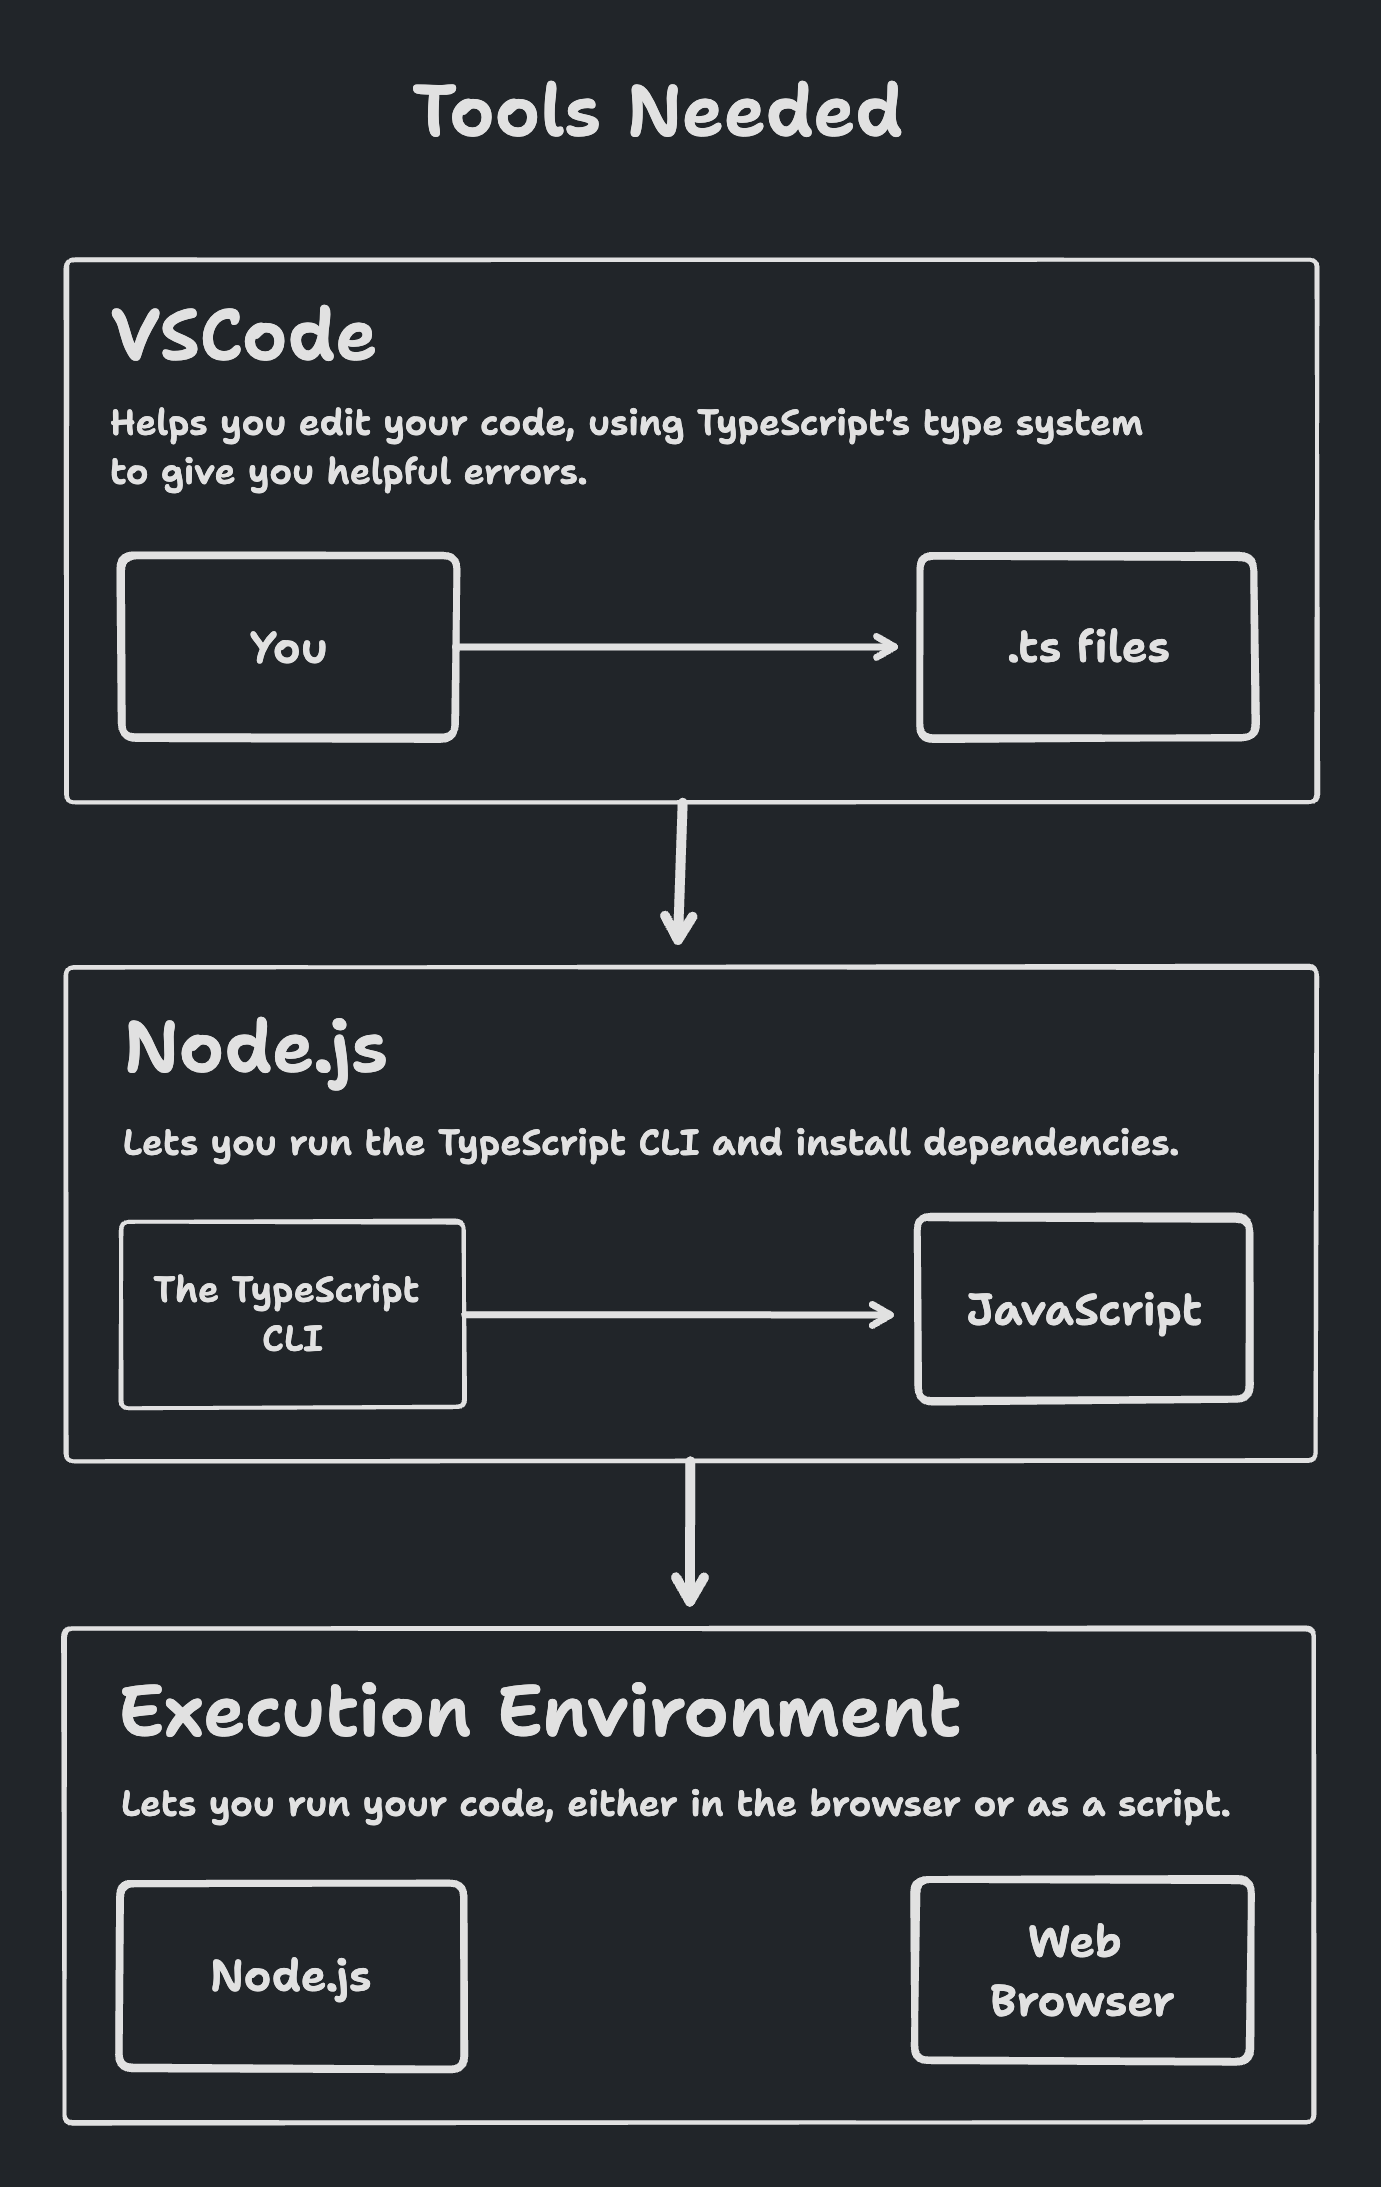 Tools Needed
VSCode
Helps you edit your code, using TypeScript's type system
to give you helpful errors.
You
.ts files
Node.js
Lets you run the TypeScript CLI and install dependencies.
The TypeScript
CLI
JavaScript
Execution Environment
Lets you run your code, either in the browser or as a script.
Node.js
Web
Browser